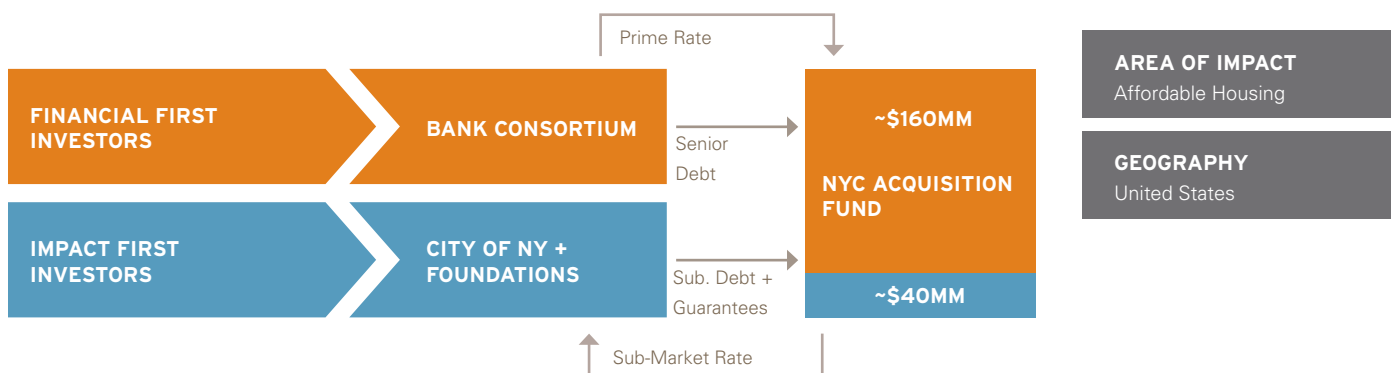 Prime Rate
FINANCIAL FIRST
INVESTORS
BANK CONSORTIUM
Senior
Debt
~$160MM
NYC ACQUISITION
FUND
AREA OF IMPACT
Affordable Housing
GEOGRAPHY
United States
IMPACT FIRST
INVESTORS
CITY OF NY +
FOUNDATIONS
Sub. Debt +
Guarantees
~$40MM
Sub-Market Rate